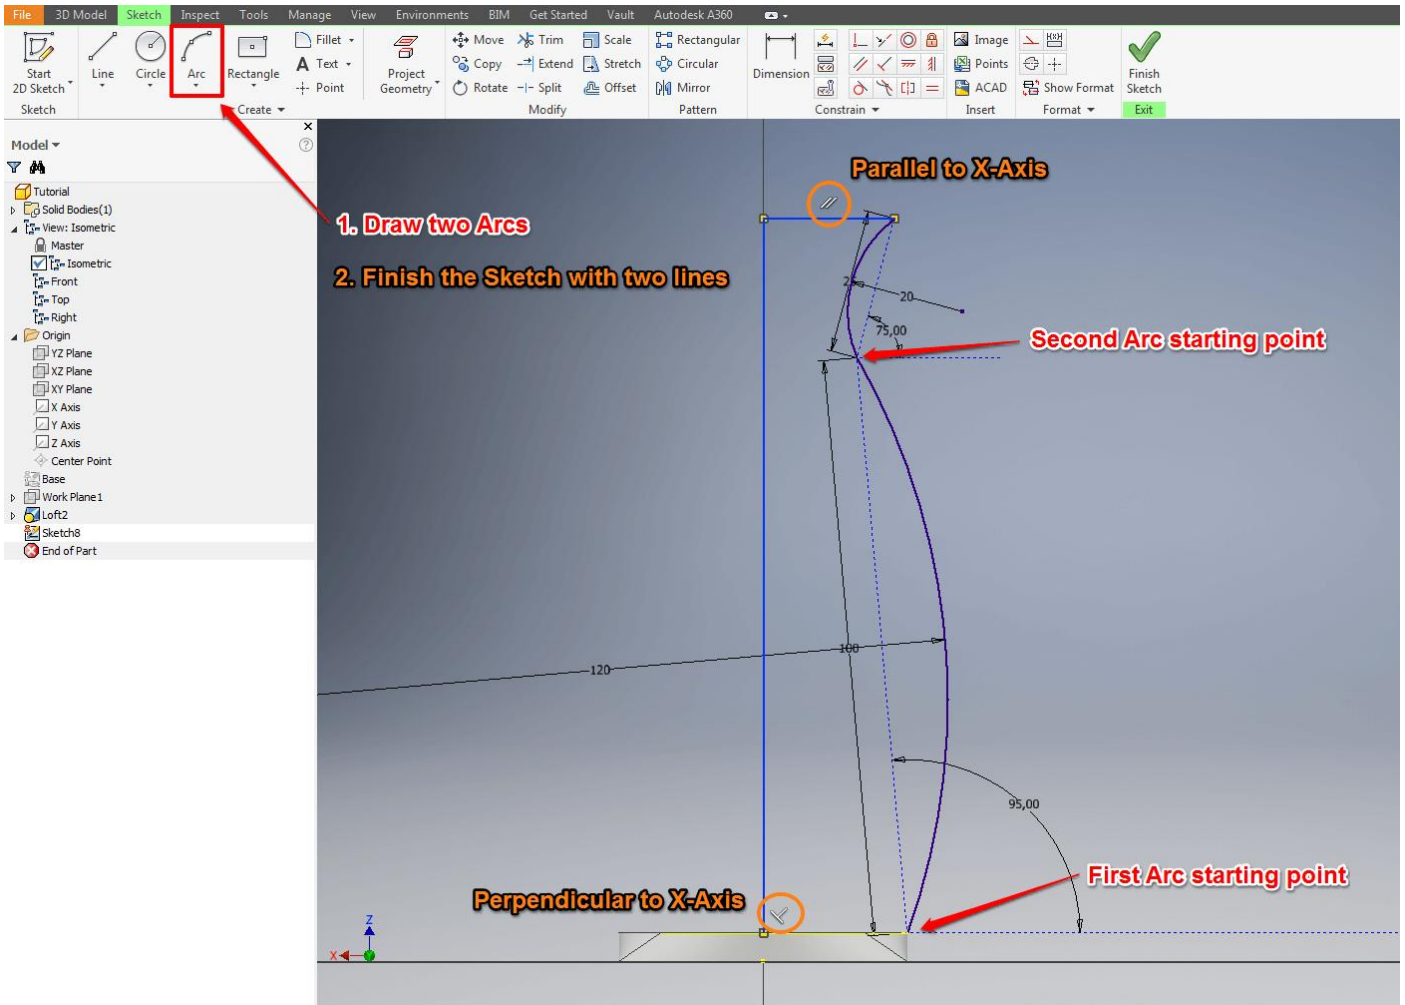 File 3D Model Sketch Inspect Tools Manage View Environments BIM Get Started Vault Autodesk A360
Start
2D Sketch
Line
Circle
Arc
Rectangle
Fillet
Text
Point
Project
Geometry
Move
Copy
Rotate
Trim
Extend
Split
Scale
Stretch
Offset
Rectangular
Circular
Mirror
Dimension
Image
Points
ACAD
Show Format
Finish
Sketch
Sketch Create Modify Pattern Constrain Insert Format Exit
Model
Tutorial
Solid Bodies(1)
View: Isometric
Master
Isometric
Front
Top
Right
Origin
YZ Plane
XZ Plane
XY Plane
X Axis
Y Axis
Z Axis
Center Point
Base
Work Plane1
Loft2
Sketch8
End of Part
Parallel to X-Axis
1. Draw two Arcs
2. Finish the Sketch with two lines
20
75,00
Second Arc starting point
100
120
95,00
First Arc starting point
Perpendicular to X-Axis
Z
X